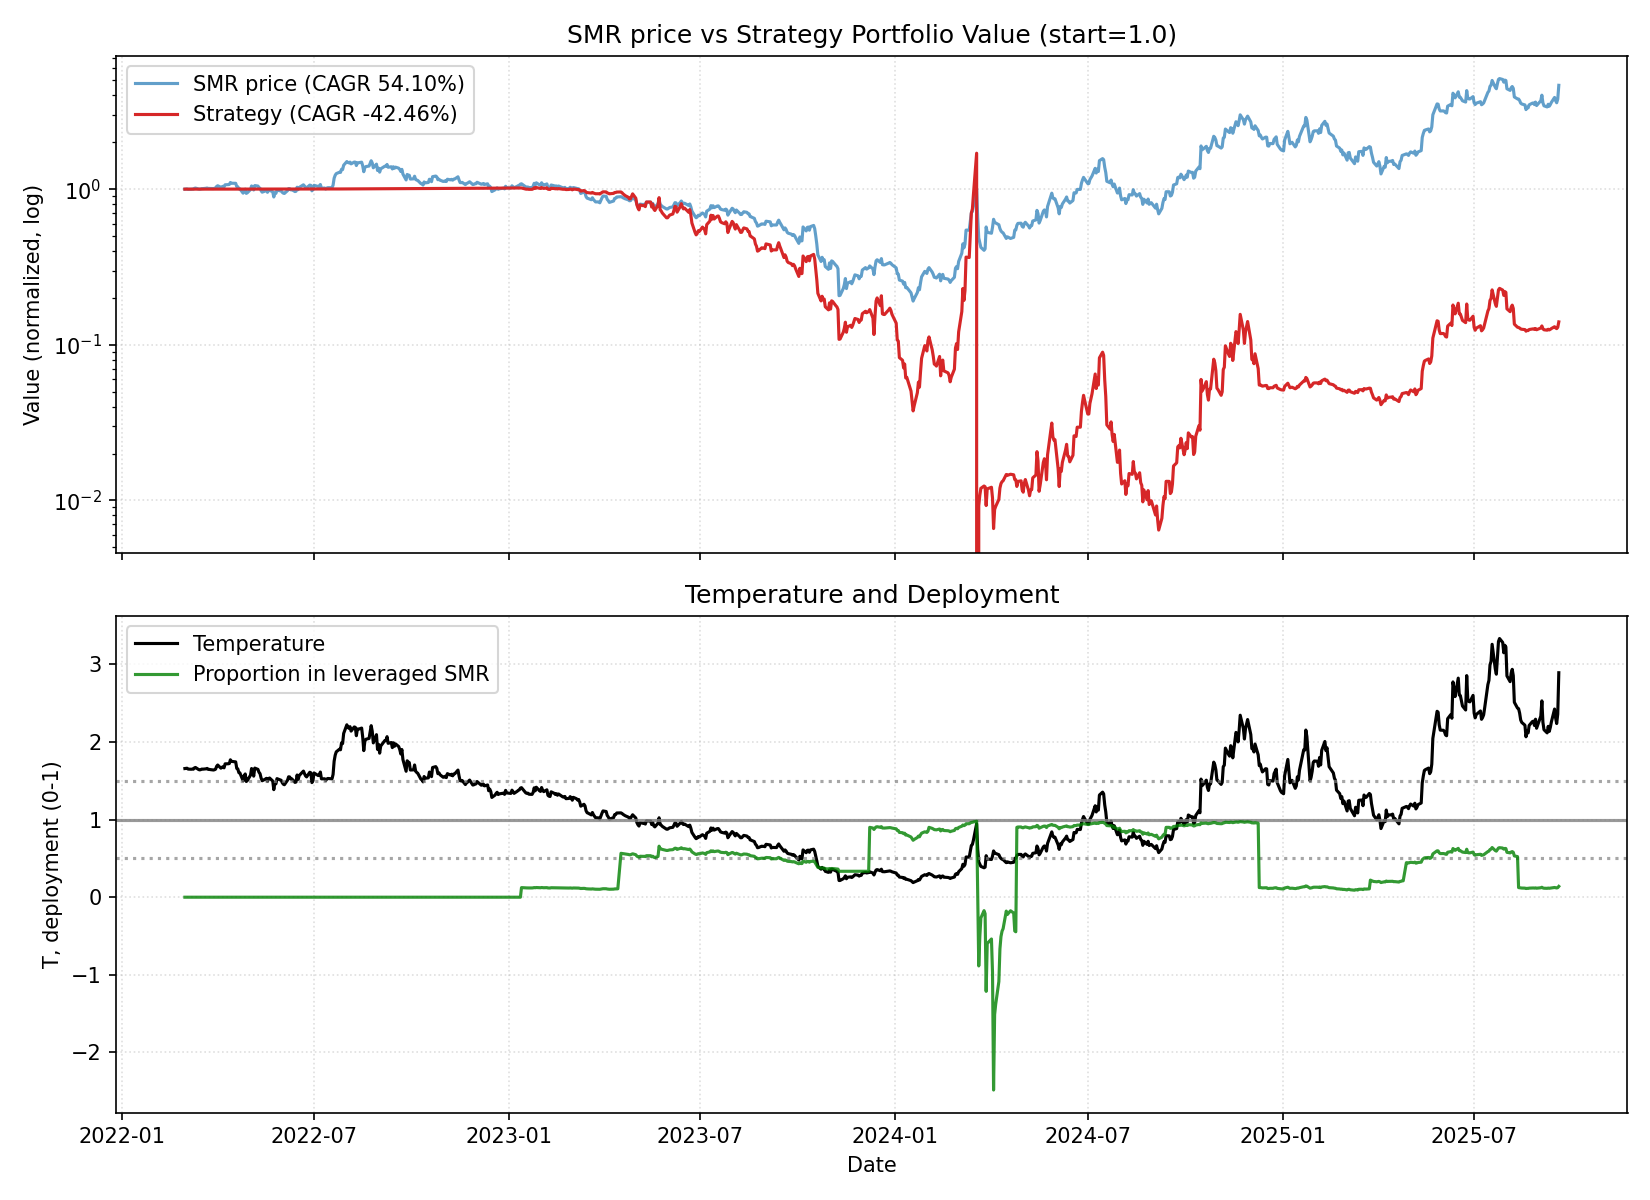 SMR price vs Strategy Portfolio Value (start=1.0)
SMR price (CAGR 54.10%)
Strategy (CAGR -42.46%)
Value (normalized, log)
10⁰
10⁻¹
10⁻²
Temperature and Deployment
Temperature
Proportion in leveraged SMR
T, deployment (0-1)
3
2
1
0
−1
−2
2022-01 2022-07 2023-01 2023-07 2024-01 2024-07 2025-01 2025-07
Date